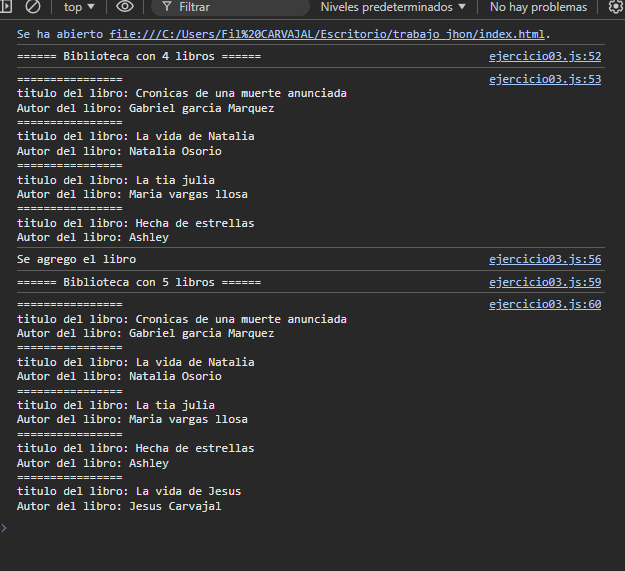 top Filtrar Niveles predeterminados No hay problemas
Se ha abierto file:///C:/Users/Fil%20CARVAJAL/Escritorio/trabajo_jhon/index.html.
====== Biblioteca con 4 libros ====== ejercicio03.js:52
================ ejercicio03.js:53
titulo del libro: Cronicas de una muerte anunciada
Autor del libro: Gabriel garcia Marquez
================
titulo del libro: La vida de Natalia
Autor del libro: Natalia Osorio
================
titulo del libro: La tia julia
Autor del libro: Maria vargas llosa
================
titulo del libro: Hecha de estrellas
Autor del libro: Ashley
Se agrego el libro ejercicio03.js:56
====== Biblioteca con 5 libros ====== ejercicio03.js:59
================ ejercicio03.js:60
titulo del libro: Cronicas de una muerte anunciada
Autor del libro: Gabriel garcia Marquez
================
titulo del libro: La vida de Natalia
Autor del libro: Natalia Osorio
================
titulo del libro: La tia julia
Autor del libro: Maria vargas llosa
================
titulo del libro: Hecha de estrellas
Autor del libro: Ashley
================
titulo del libro: La vida de Jesus
Autor del libro: Jesus Carvajal